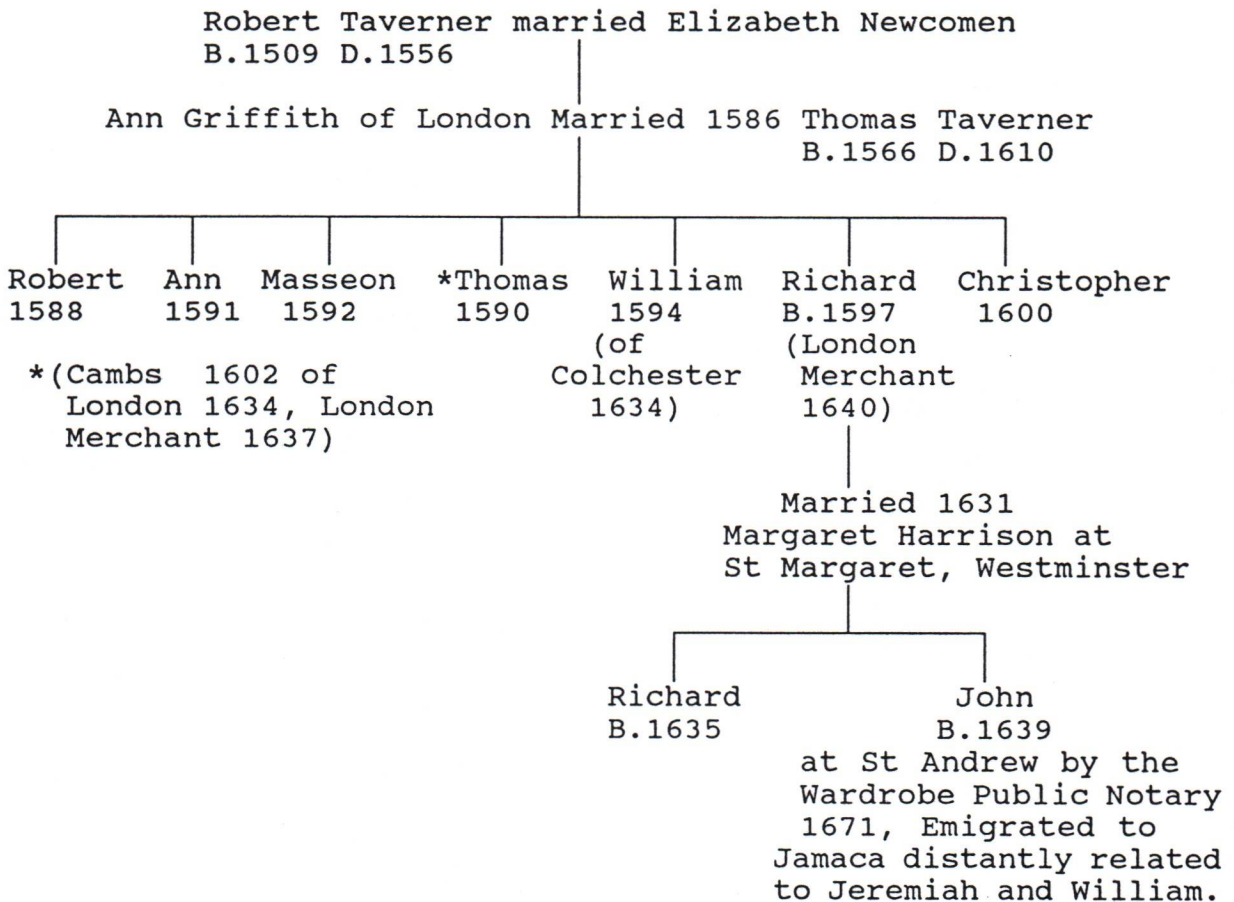 Robert Taverner married Elizabeth Newcomen
B.1509 D.1556
Ann Griffith of London Married 1586 Thomas Taverner
B.1566 D.1610
Robert Ann Masseon *Thomas William Richard Christopher
1588 1591 1592 1590 1594 B.1597 1600
(of (London
*(Cambs 1602 of Colchester Merchant
London 1634, London 1634) 1640)
Merchant 1637)
Married 1631
Margaret Harrison at
St Margaret, Westminster
Richard John
B.1635 B.1639
at St Andrew by the
Wardrobe Public Notary
1671, Emigrated to
Jamaca distantly related
to Jeremiah and William.